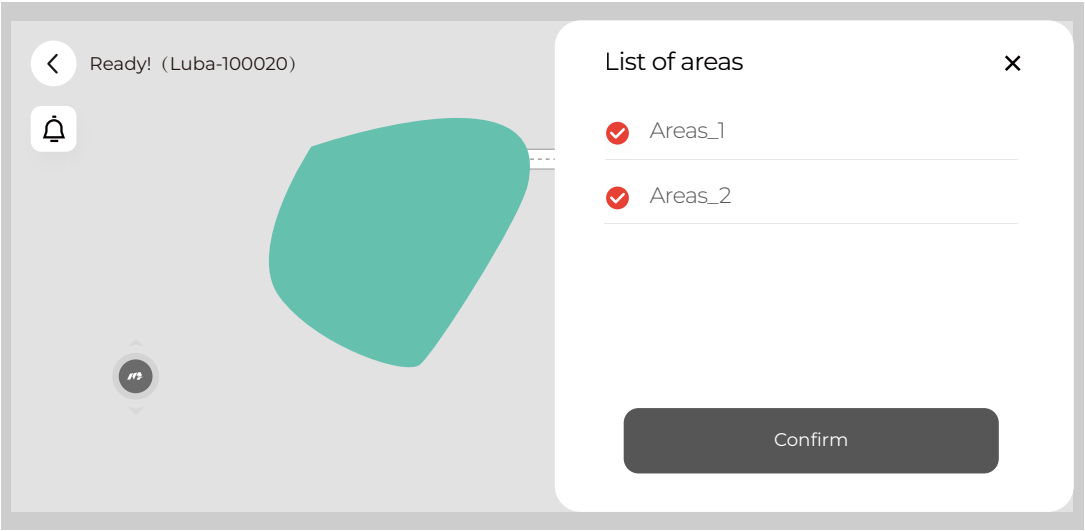 Ready!（Luba-100020）
List of areas
Areas_1
Areas_2
Confirm